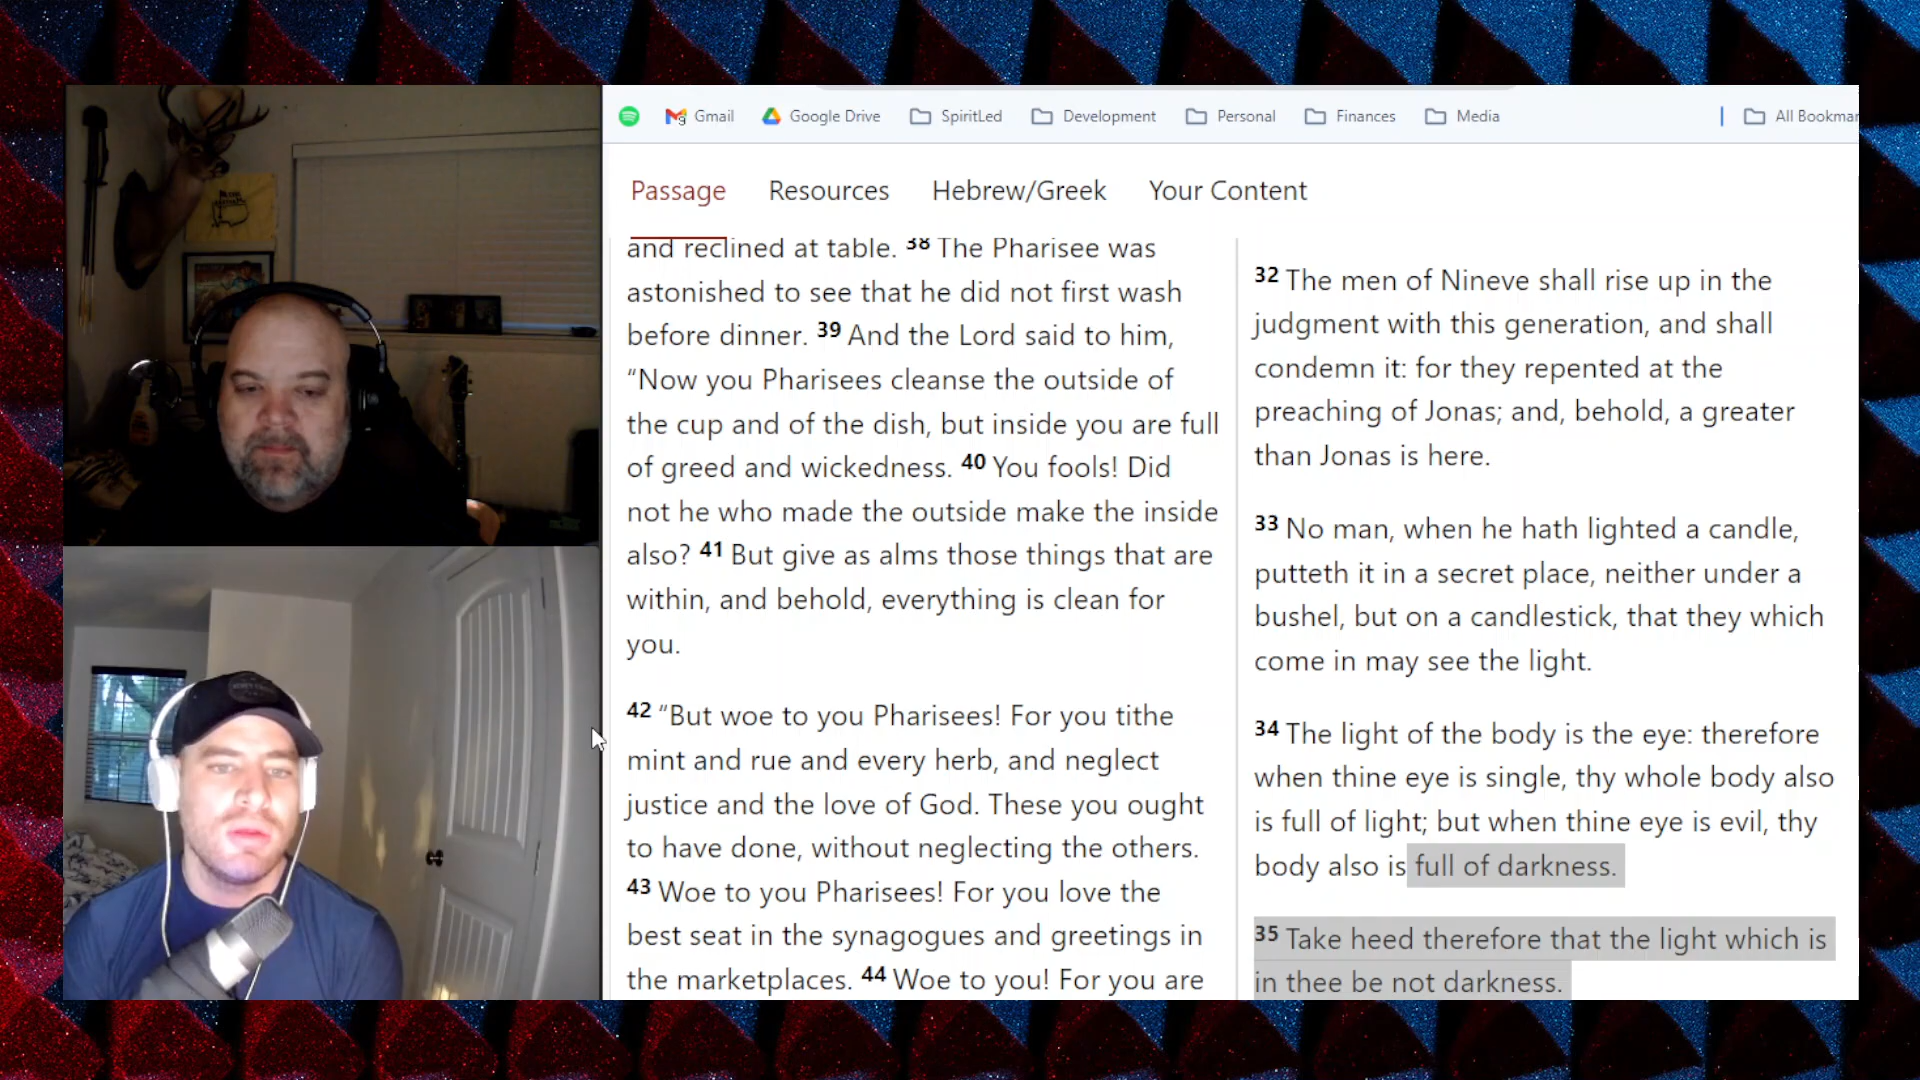 Gmail Google Drive SpiritLed Development Personal Finances Media All Bookmar
Passage Resources Hebrew/Greek Your Content
and reclined at table. 38 The Pharisee was
astonished to see that he did not first wash
before dinner. 39 And the Lord said to him,
“Now you Pharisees cleanse the outside of
the cup and of the dish, but inside you are full
of greed and wickedness. 40 You fools! Did
not he who made the outside make the inside
also? 41 But give as alms those things that are
within, and behold, everything is clean for
you.
42 “But woe to you Pharisees! For you tithe
mint and rue and every herb, and neglect
justice and the love of God. These you ought
to have done, without neglecting the others.
43 Woe to you Pharisees! For you love the
best seat in the synagogues and greetings in
the marketplaces. 44 Woe to you! For you are
32 The men of Nineve shall rise up in the
judgment with this generation, and shall
condemn it: for they repented at the
preaching of Jonas; and, behold, a greater
than Jonas is here.
33 No man, when he hath lighted a candle,
putteth it in a secret place, neither under a
bushel, but on a candlestick, that they which
come in may see the light.
34 The light of the body is the eye: therefore
when thine eye is single, thy whole body also
is full of light; but when thine eye is evil, thy
body also is full of darkness.
35 Take heed therefore that the light which is
in thee be not darkness.